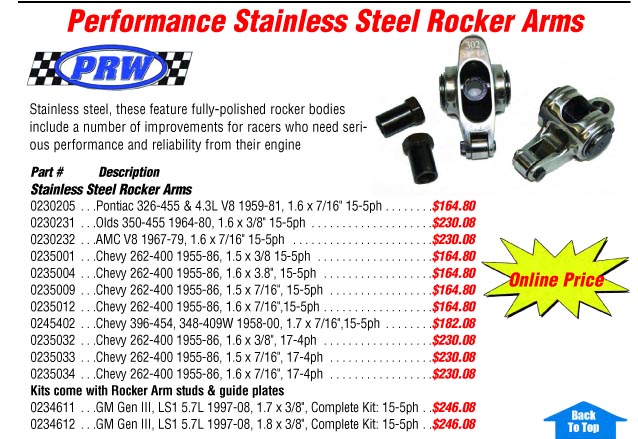 Performance Stainless Steel Rocker Arms
PRW
302
Stainless steel, these feature fully-polished rocker bodies
include a number of improvements for racers who need seri-
ous performance and reliability from their engine
Part # Description
Stainless Steel Rocker Arms
0230205 . . .Pontiac 326-455 & 4.3L V8 1959-81, 1.6 x 7/16" 15-5ph . . . . . . . .$164.80
0230231 . . .Olds 350-455 1964-80, 1.6 x 3/8" 15-5ph . . . . . . . . . . . . . . . . . . .$230.08
0230232 . . .AMC V8 1967-79, 1.6 x 7/16" 15-5ph . . . . . . . . . . . . . . . . . . . . . .$230.08
0235001 . . .Chevy 262-400 1955-86, 1.5 x 3/8 15-5ph . . . . . . . . . . . . . . . . . .$164.80
0235004 . . .Chevy 262-400 1955-86, 1.6 x 3.8", 15-5ph . . . . . . . . . . . . . . . . .$164.80
0235009 . . .Chevy 262-400 1955-86, 1.5 x 7/16", 15-5ph . . . . . . . . . . . . . . . .$164.80
0235012 . . .Chevy 262-400 1955-86, 1.6 x 7/16",15-5ph . . . . . . . . . . . . . . . . .$164.80
0245402 . . .Chevy 396-454, 348-409W 1958-00, 1.7 x 7/16",15-5ph . . . . . . . .$182.08
0235032 . . .Chevy 262-400 1955-86, 1.6 x 3/8", 17-4ph . . . . . . . . . . . . . . . . .$230.08
0235033 . . .Chevy 262-400 1955-86, 1.5 x 7/16", 17-4ph . . . . . . . . . . . . . . . .$230.08
0235034 . . .Chevy 262-400 1955-86, 1.6 x 7/16", 17-4ph . . . . . . . . . . . . . . . .$230.08
Kits come with Rocker Arm studs & guide plates
0234611 . . .GM Gen III, LS1 5.7L 1997-08, 1.7 x 3/8", Complete Kit: 15-5ph . .$246.08
0234612 . . .GM Gen III, LS1 5.7L 1997-08, 1.8 x 3/8", Complete Kit: 15-5ph . .$246.08
Online Price
Back
To Top